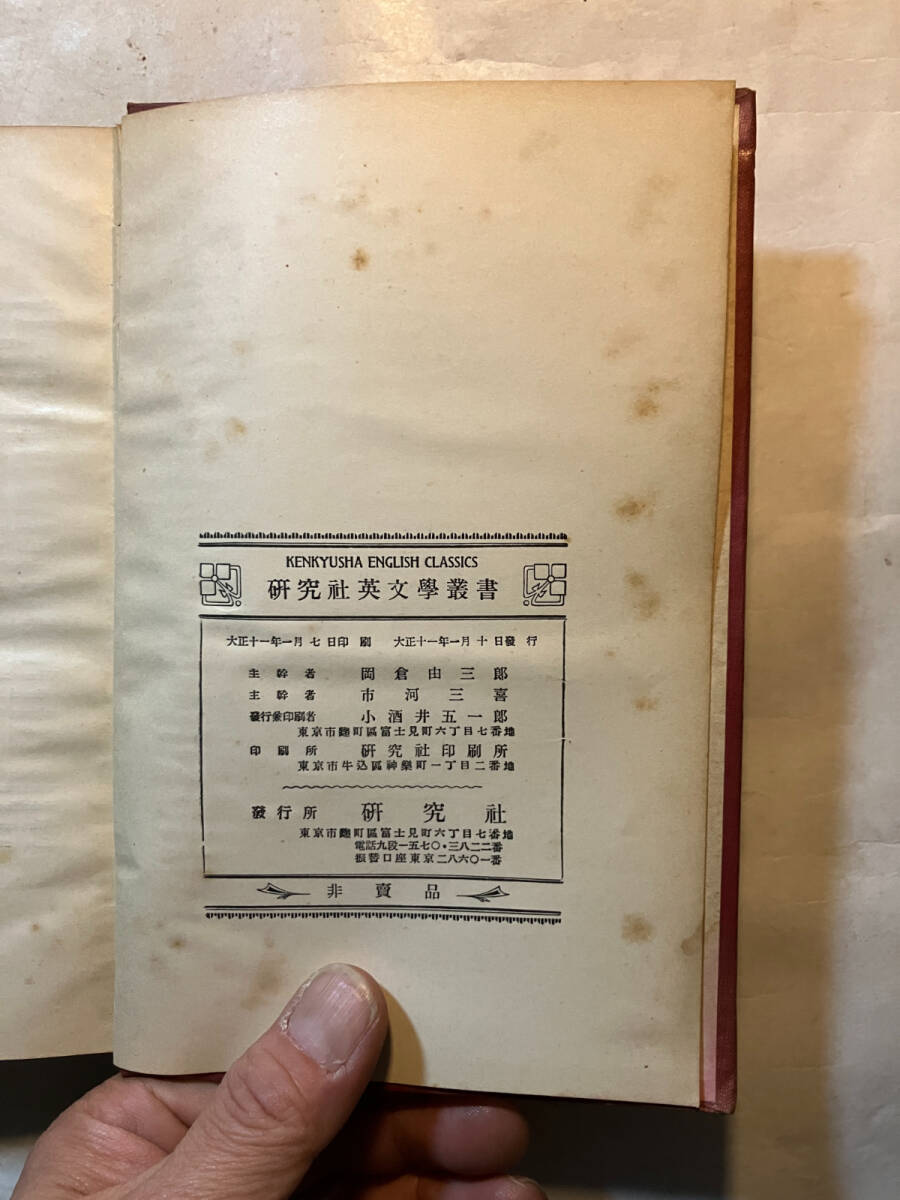 KENKYUSHA ENGLISH CLASSICS
研究社英文學叢書
大正十一年一月七日印刷 大正十一年一月十日發行
主幹者 岡倉由三郎
主幹者 市河三喜
發行兼印刷者 小酒井五一郎
東京市麴町區富士見町六丁目七番地
印刷所 研究社印刷所
東京市牛込區神樂町一丁目二番地
發行所 研究社
東京市麴町區富士見町六丁目七番地
電話九段一五七〇・三八二二番
振替口座東京二八六〇一番
非賣品